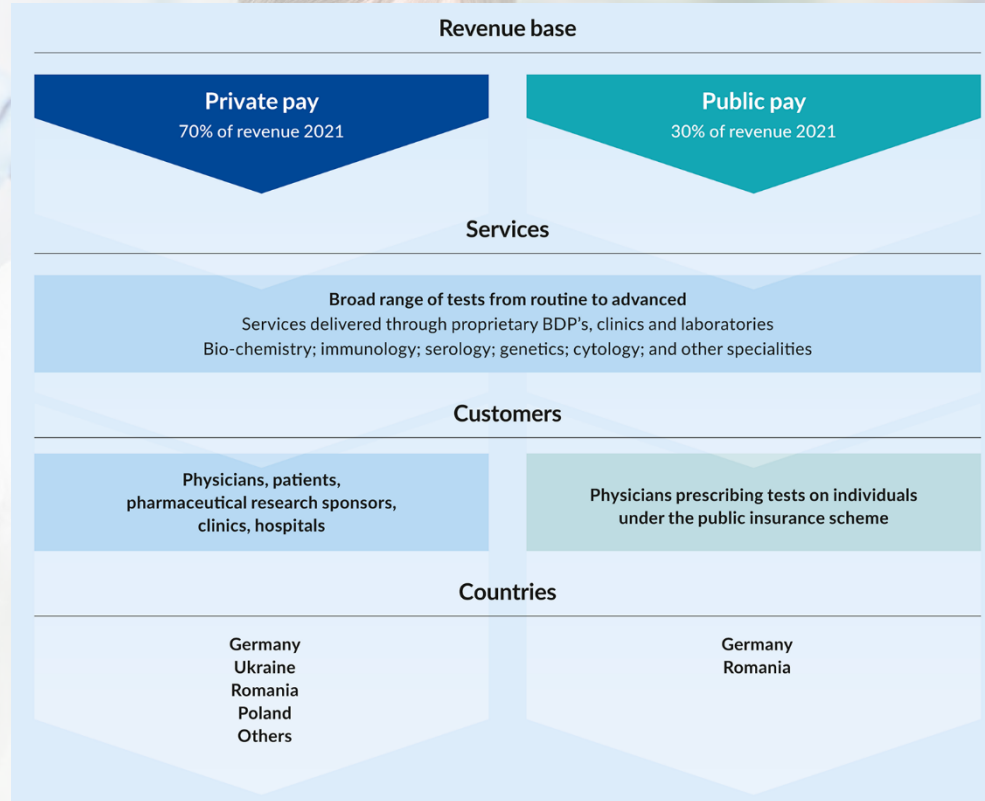 Revenue base
Private pay
70% of revenue 2021
Public pay
30% of revenue 2021
Services
Broad range of tests from routine to advanced
Services delivered through proprietary BDP's, clinics and laboratories
Bio-chemistry; immunology; serology; genetics; cytology; and other specialities
Customers
Physicians, patients,
pharmaceutical research sponsors,
clinics, hospitals
Physicians prescribing tests on individuals
under the public insurance scheme
Countries
Germany
Ukraine
Romania
Poland
Others
Germany
Romania